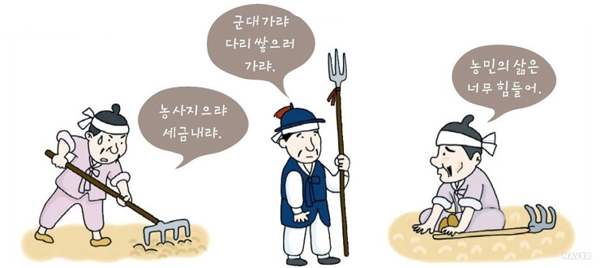 농사지으랴
세금내랴.
군대가랴
다리 쌓으러
가랴.
농민의 삶은
너무 힘들어.
NAVER